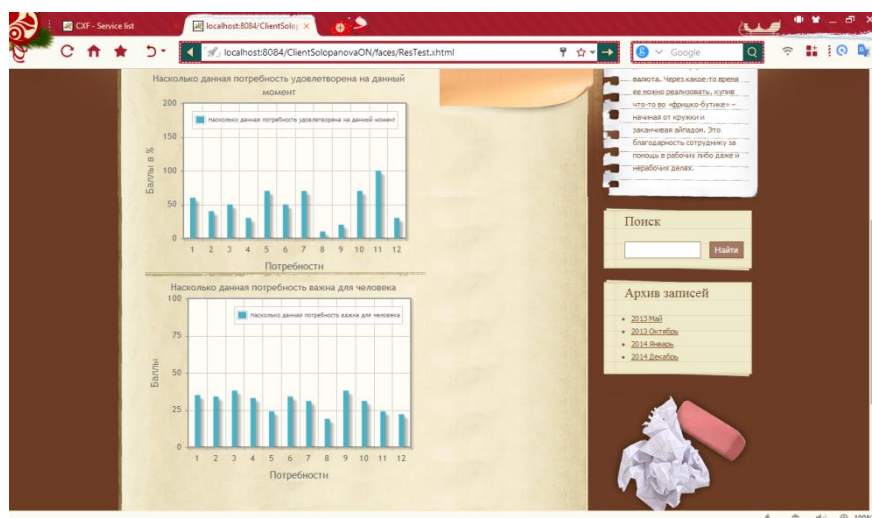 CXF - Service list
localhost:8084/ClientSolop
localhost:8084/ClientSolopanovaON/faces/ResTest.xhtml
Google
Насколько данная потребность удовлетворена на данный
момент
Насколько данная потребность удовлетворена на данный момент
200
150
100
50
0
Баллы в %
1 2 3 4 5 6 7 8 9 10 11 12
Потребности
Насколько данная потребность важна для человека
Насколько данная потребность важна для человека
100
75
50
25
0
Баллы
1 2 3 4 5 6 7 8 9 10 11 12
Потребности
валюта. Через какое-то время
ее можно реализовать, купив
что-то во «фришко-бутике» –
начиная от кружки и
заканчивая айпадом. Это
благодарность сотруднику за
помощь в рабочих либо даже и
нерабочих делах.
Поиск
Найти
Архив записей
2013 Май
2013 Октябрь
2014 Январь
2014 Декабрь
100%